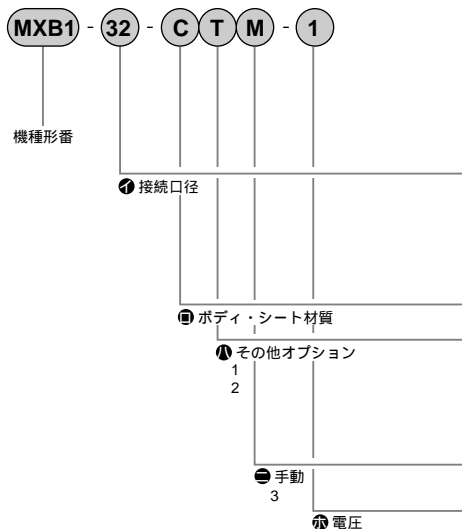 MXB1 - 32 - C T M - 1
機種形番
イ 接続口径
ロ ボディ・シート材質
ハ その他オプション
1
2
ニ 手動
3
ホ 電圧